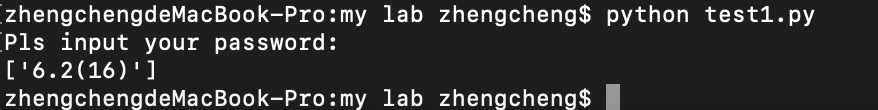 zhengchengdeMacBook-Pro:my lab zhengcheng$ python test1.py
Pls input your password:
['6.2(16)']
zhengchengdeMacBook-Pro:my lab zhengcheng$